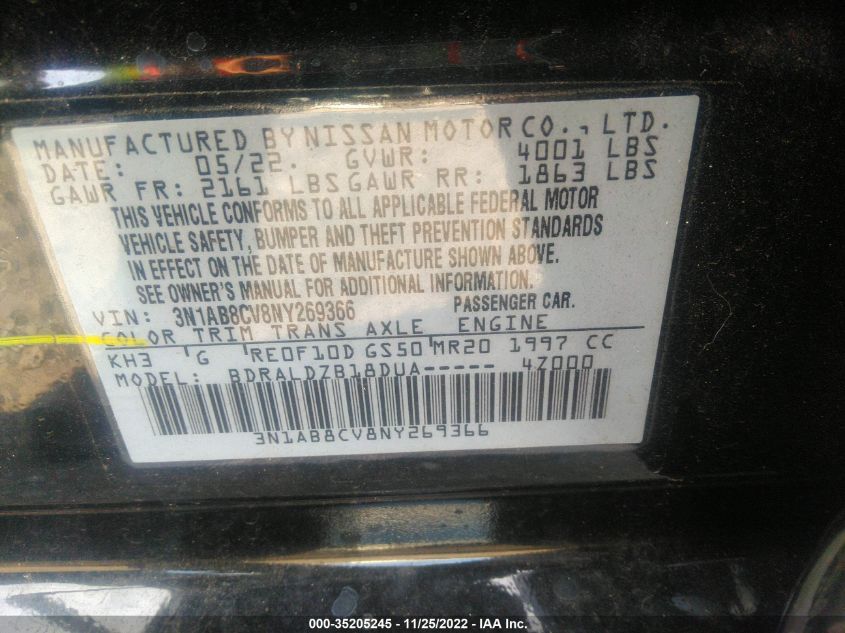 MANUFACTURED BY NISSAN MOTOR CO., LTD.
DATE: 05/22. GVWR: 4001 LBS
GAWR FR: 2161 LBS GAWR RR: 1863 LBS
THIS VEHICLE CONFORMS TO ALL APPLICABLE FEDERAL MOTOR
VEHICLE SAFETY, BUMPER AND THEFT PREVENTION STANDARDS
IN EFFECT ON THE DATE OF MANUFACTURE SHOWN ABOVE.
SEE OWNER'S MANUAL FOR ADDITIONAL INFORMATION.
VIN: 3N1AB8CV8NY269366 PASSENGER CAR.
COLOR TRIM TRANS AXLE ENGINE
KH3 G RE0F10D GS50 MR20 1997 CC
MODEL: BDRALDZB18DUA----- 4Z000
3N1AB8CV8NY269366
000-35205245 - 11/25/2022 - IAA Inc.